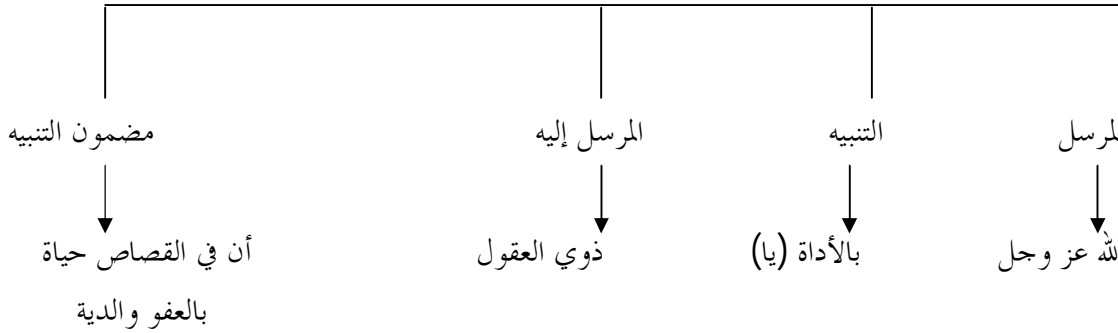 لمرسل التنبيه المرسل إليه مضمون التنبيه
لله عز وجل بالأداة (يا) ذوي العقول أن في القصاص حياة
بالعفو والدية